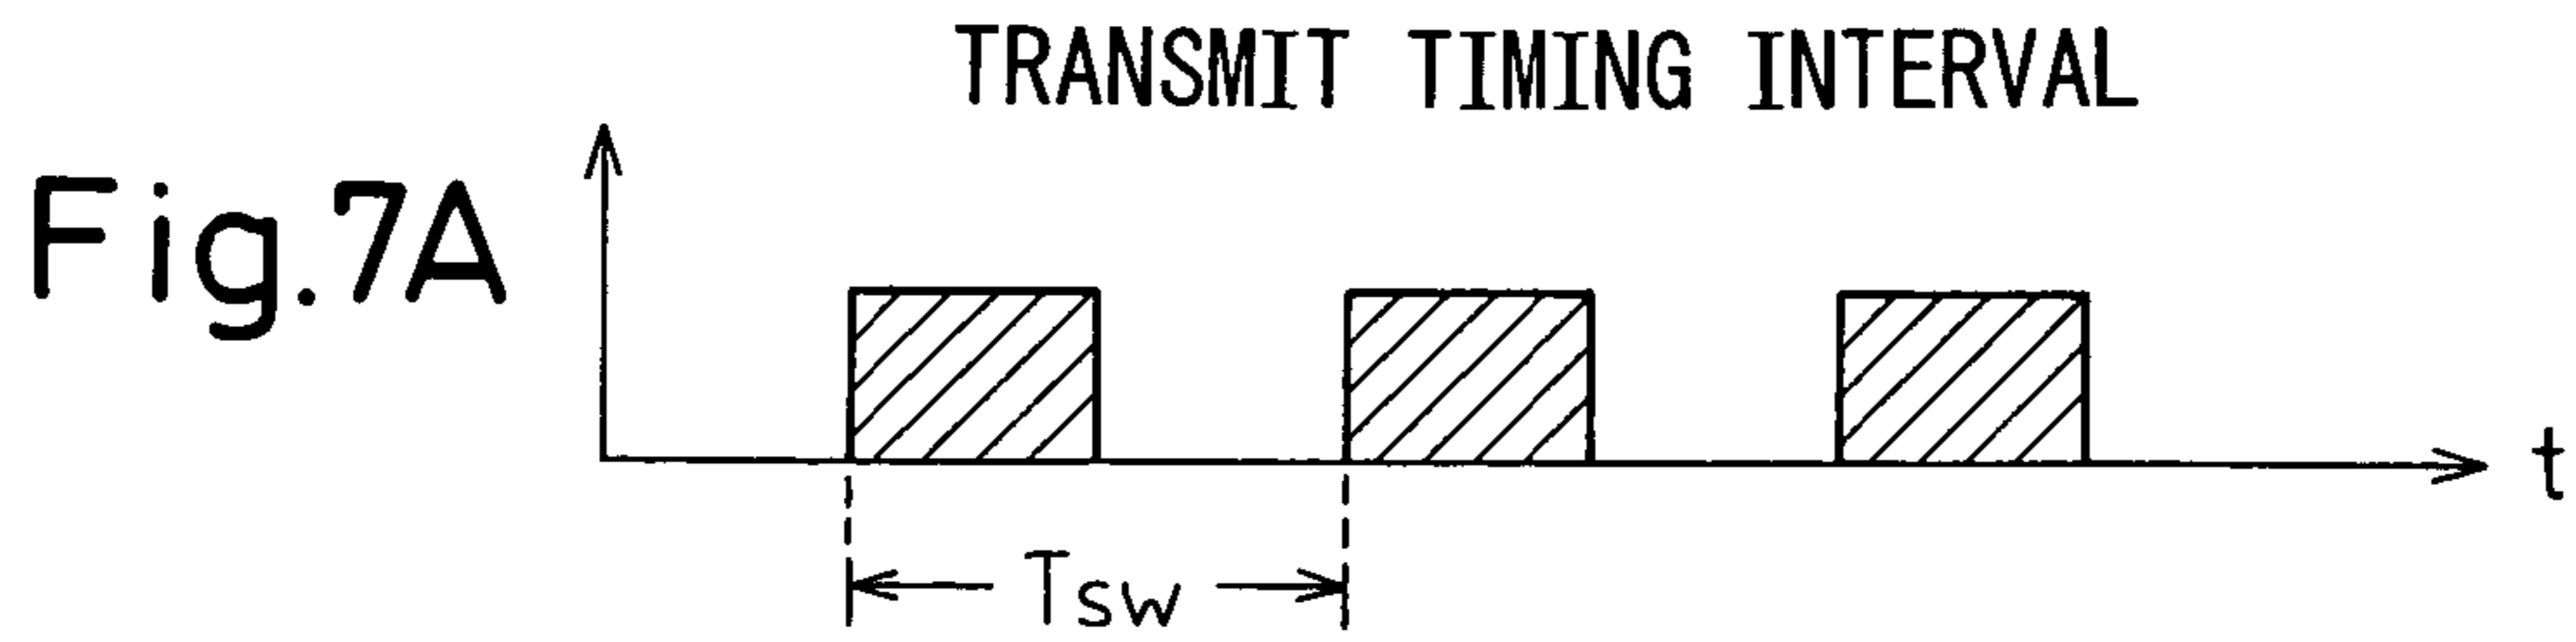 TRANSMIT TIMING INTERVAL
Fig.7A
t
Tsw